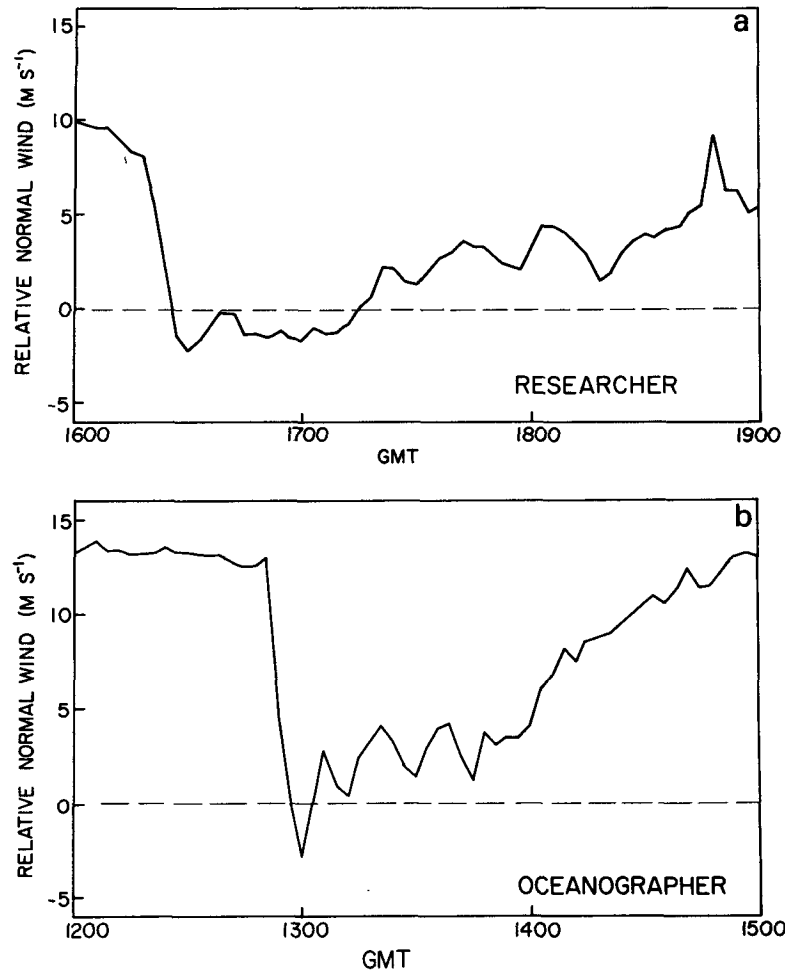 a
RELATIVE NORMAL WIND (M S⁻¹)
15
10
5
0
-5
RESEARCHER
1600 1700 1800 1900
GMT
b
RELATIVE NORMAL WIND (M S⁻¹)
15
10
5
0
-5
OCEANOGRAPHER
1200 1300 1400 1500
GMT